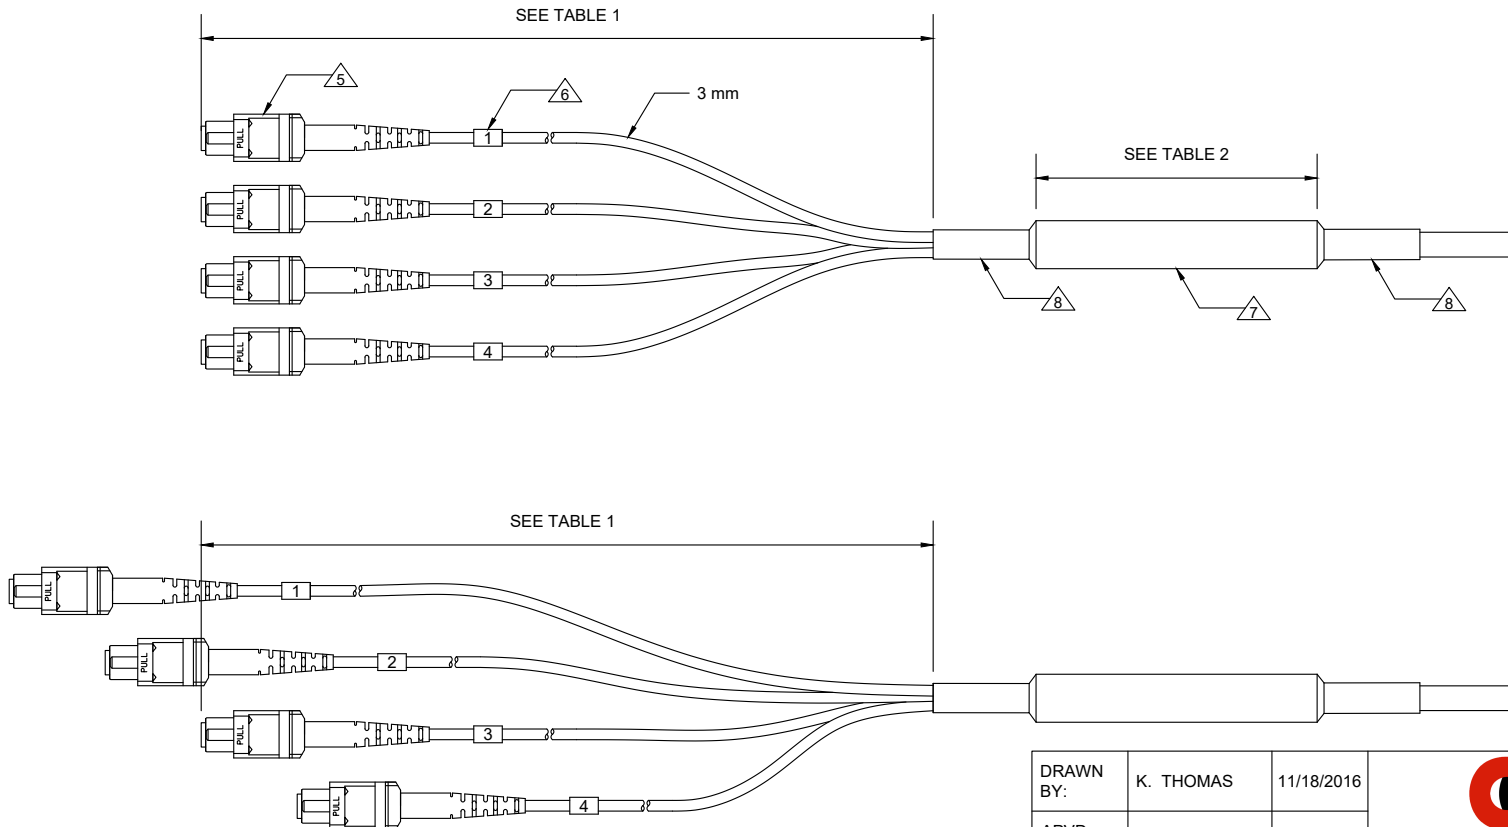 SEE TABLE 1
5
6
3 mm
PULL
1
SEE TABLE 2
PULL
2
PULL
3
8
7
8
PULL
4
SEE TABLE 1
PULL
1
PULL
2
PULL
3
PULL
4
DRAWN BY:
K. THOMAS
11/18/2016